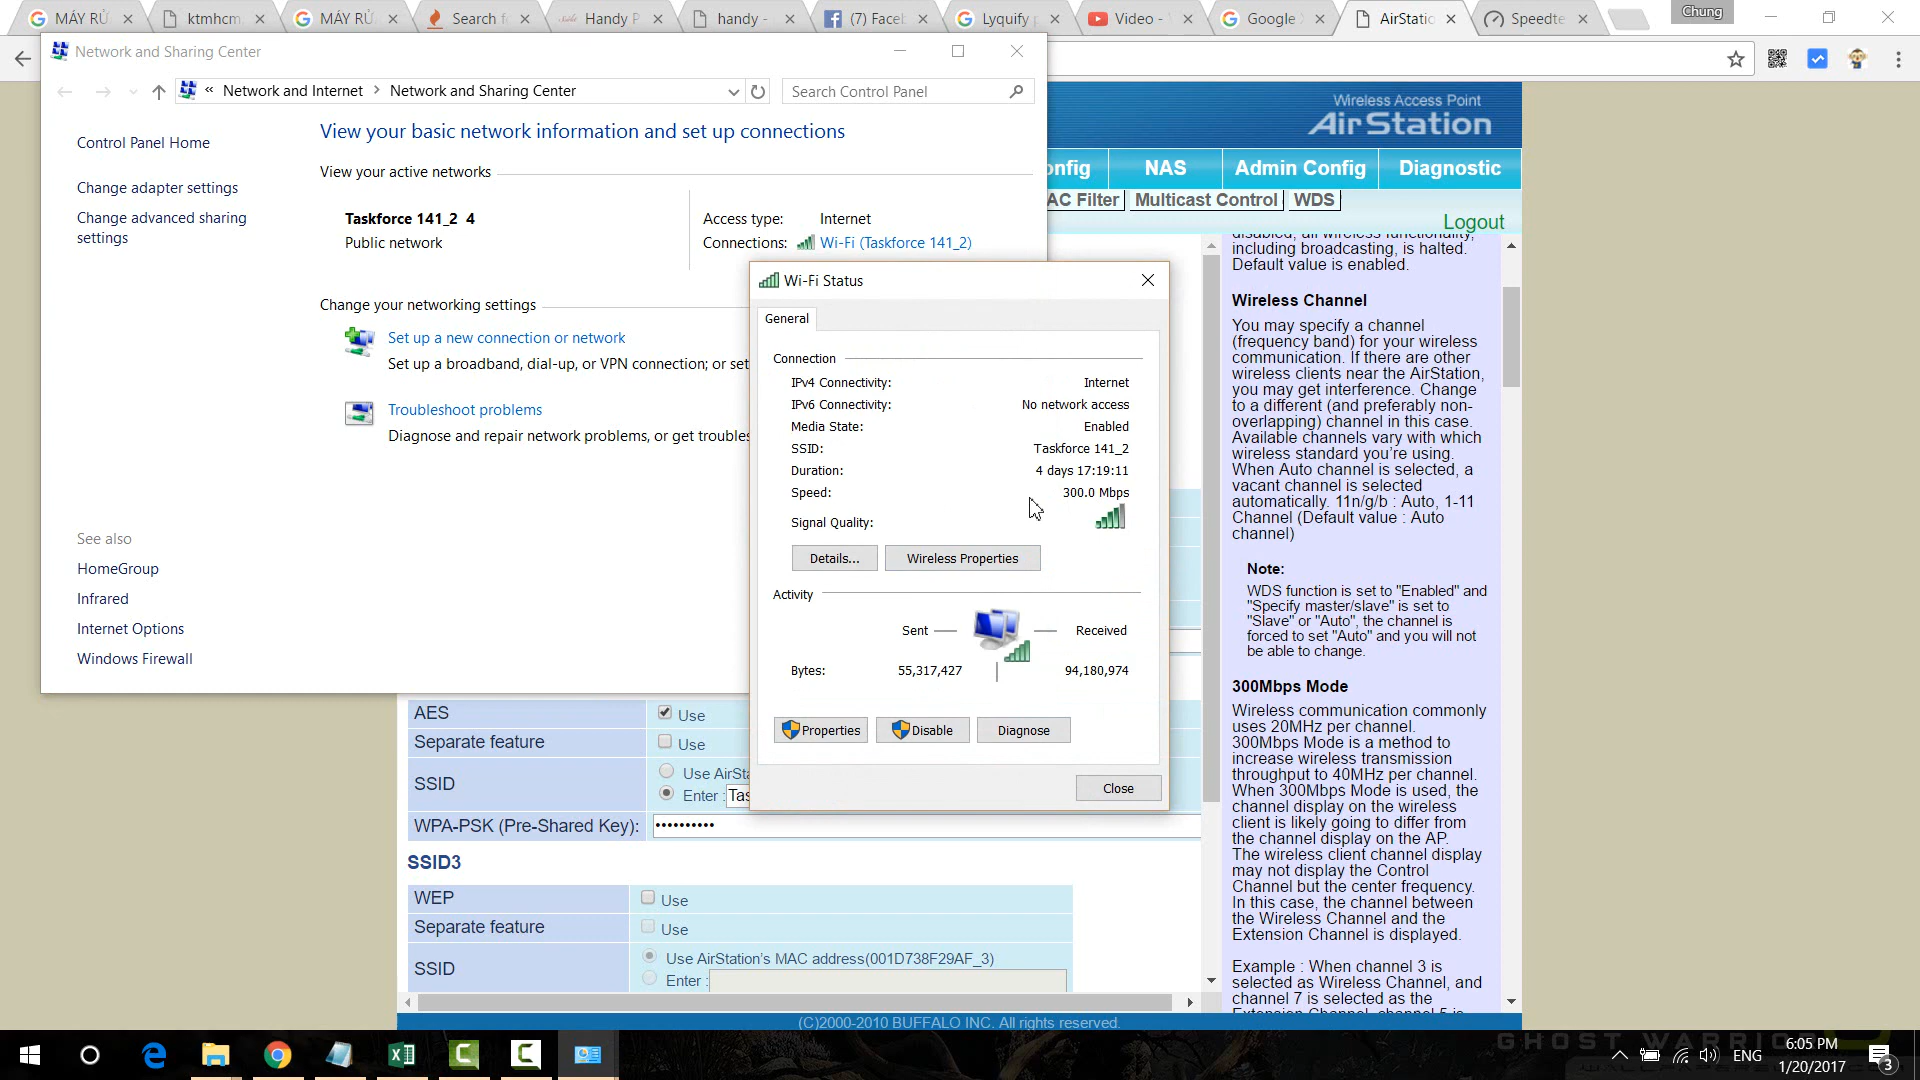 MÁY RỬ
ktmhcm
MÁY RỬ
Search f
Handy P
handy -
(7) Faceb
Lyquify p
Video -
Google
AirStatio
Speedte
Chung
Network and Sharing Center
« Network and Internet > Network and Sharing Center
Search Control Panel
Control Panel Home
Change adapter settings
Change advanced sharing
settings
See also
HomeGroup
Infrared
Internet Options
Windows Firewall
View your basic network information and set up connections
View your active networks
Taskforce 141_2 4
Public network
Access type: Internet
Connections: Wi-Fi (Taskforce 141_2)
Change your networking settings
Set up a new connection or network
Set up a broadband, dial-up, or VPN connection; or set
Troubleshoot problems
Diagnose and repair network problems, or get troubles
Wi-Fi Status
General
Connection
IPv4 Connectivity: Internet
IPv6 Connectivity: No network access
Media State: Enabled
SSID: Taskforce 141_2
Duration: 4 days 17:19:11
Speed: 300.0 Mbps
Signal Quality:
Details... Wireless Properties
Activity
Sent — — Received
Bytes: 55,317,427 94,180,974
Properties Disable Diagnose
Close
Wireless Access Point
AirStation
onfig NAS Admin Config Diagnostic
AC Filter Multicast Control WDS
Logout
AES Use
Separate feature Use
SSID Use AirSta
Enter : Tas
WPA-PSK (Pre-Shared Key): ••••••••••
SSID3
WEP Use
Separate feature Use
SSID Use AirStation's MAC address(001D738F29AF_3)
Enter :
disabled, all wireless functionality,
including broadcasting, is halted.
Default value is enabled.
Wireless Channel
You may specify a channel
(frequency band) for your wireless
communication. If there are other
wireless clients near the AirStation,
you may get interference. Change
to a different (and preferably non-
overlapping) channel in this case.
Available channels vary with which
wireless standard you're using.
When Auto channel is selected, a
vacant channel is selected
automatically. 11n/g/b : Auto, 1-11
Channel (Default value : Auto
channel)
Note:
WDS function is set to "Enabled" and
"Specify master/slave" is set to
"Slave" or "Auto", the channel is
forced to set "Auto" and you will not
be able to change.
300Mbps Mode
Wireless communication commonly
uses 20MHz per channel.
300Mbps Mode is a method to
increase wireless transmission
throughput to 40MHz per channel.
When 300Mbps Mode is used, the
channel display on the wireless
client is likely going to differ from
the channel display on the AP.
The wireless client channel display
may not display the Control
Channel but the center frequency.
In this case, the channel between
the Wireless Channel and the
Extension Channel is displayed.
Example : When channel 3 is
selected as Wireless Channel, and
channel 7 is selected as the
Extension Channel, channel 5 is
(C)2000-2010 BUFFALO INC. All rights reserved.
GHOST WARRIOR
ENG
6:05 PM
1/20/2017
3